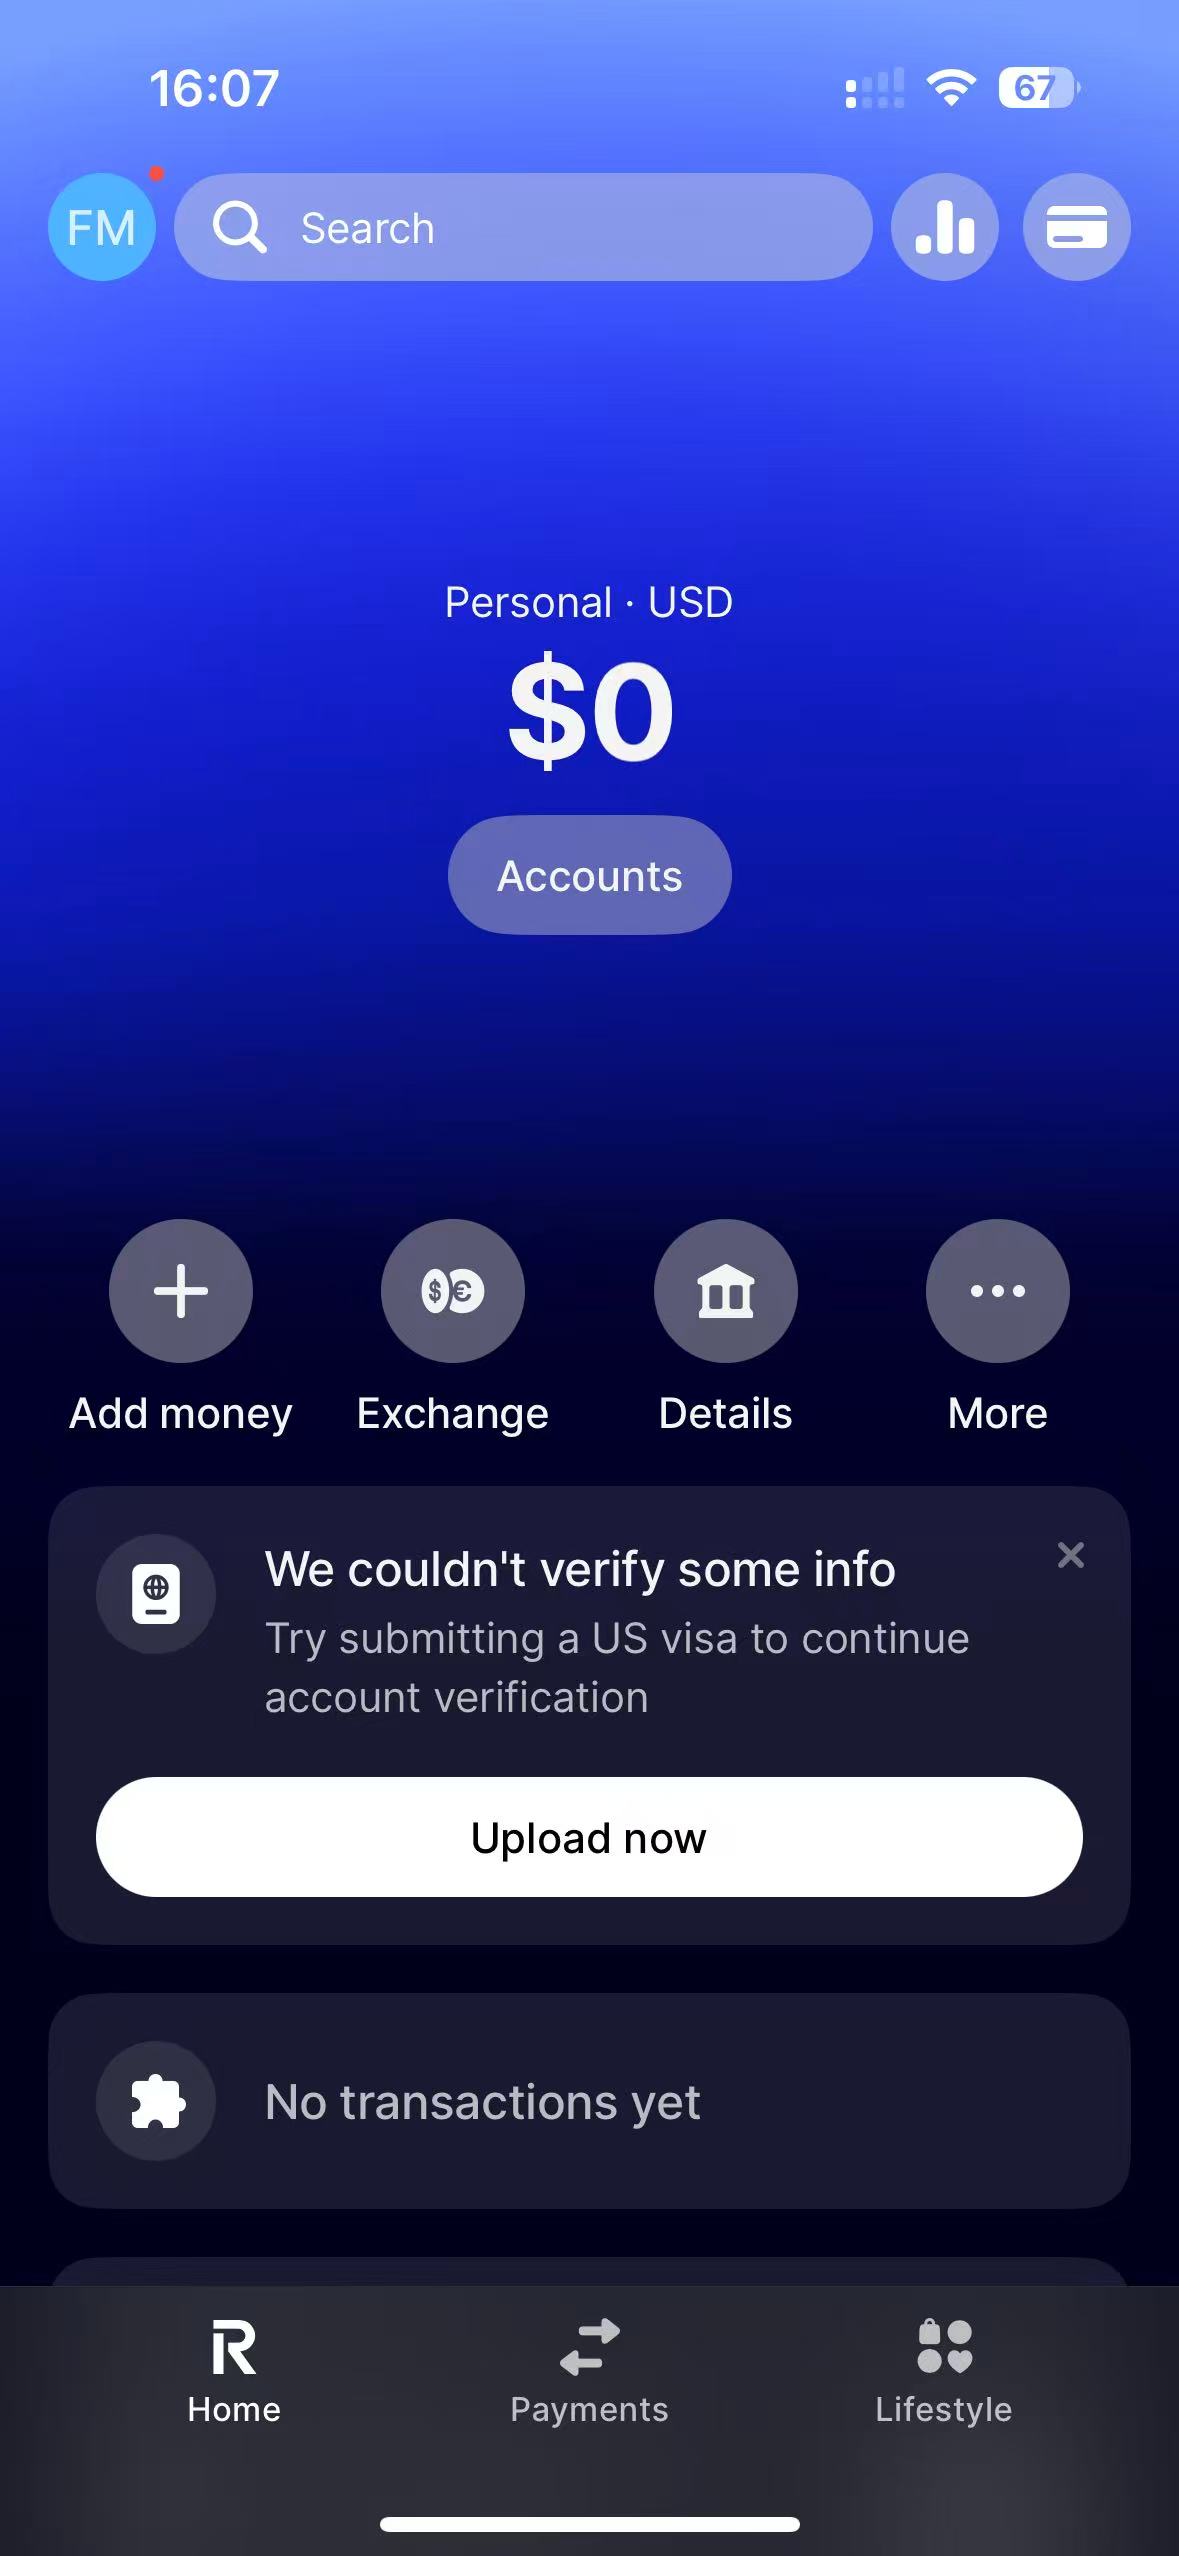 16:07
67
FM
Search
Personal · USD
$0
Accounts
$ €
Add money
Exchange
Details
More
We couldn't verify some info
Try submitting a US visa to continue
account verification
Upload now
No transactions yet
R
Home
Payments
Lifestyle